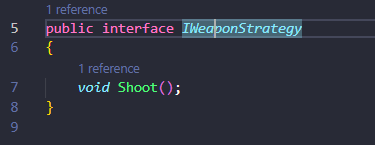 1 reference
5 public interface IWeaponStrategy
6 {
1 reference
7 void Shoot();
8 }
9